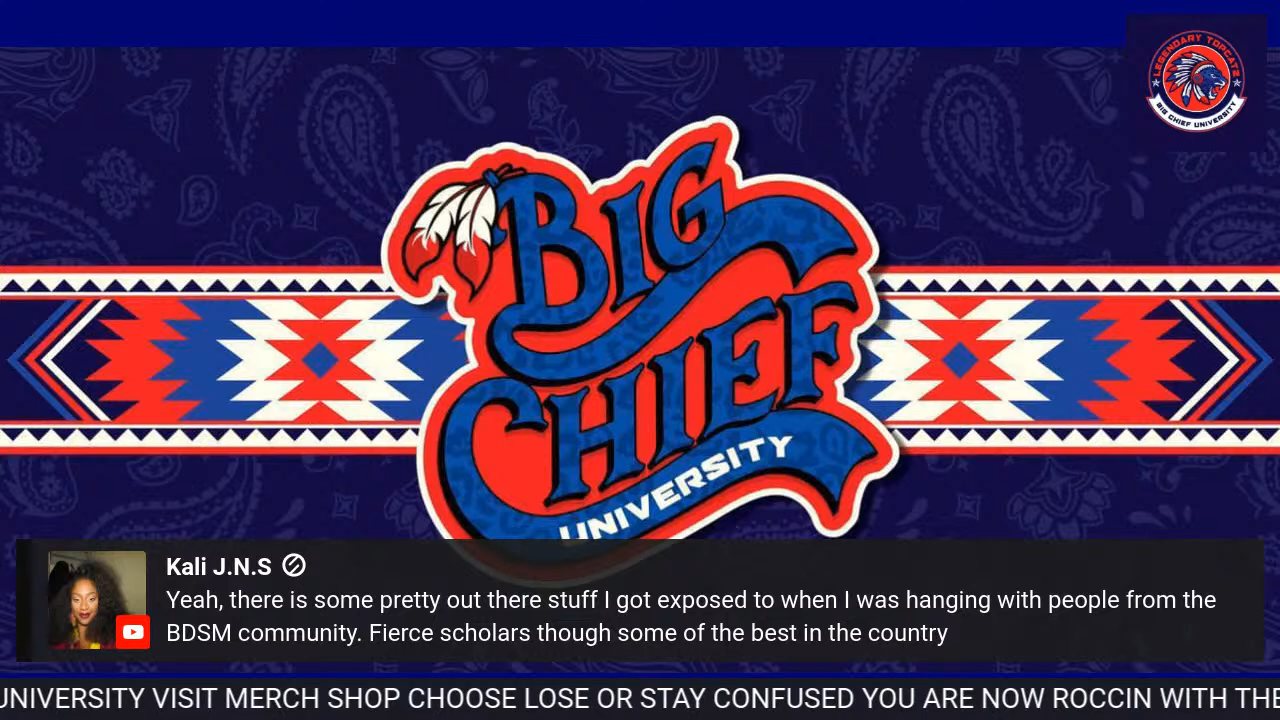 LEGENDARY TOPCATZ
BIG CHIEF UNIVERSITY
BIG
CHIEF
UNIVERSITY
Kali J.N.S
Yeah, there is some pretty out there stuff I got exposed to when I was hanging with people from the
BDSM community. Fierce scholars though some of the best in the country
UNIVERSITY VISIT MERCH SHOP CHOOSE LOSE OR STAY CONFUSED YOU ARE NOW ROCCIN WITH THE